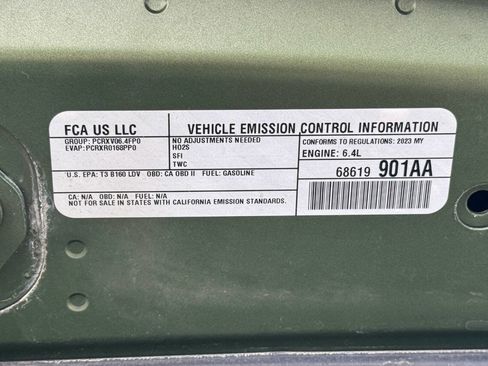 FCA US LLC
VEHICLE EMISSION CONTROL INFORMATION
GROUP: PCRXV06.4FP0
EVAP: PCRXR0168PP0
NO ADJUSTMENTS NEEDED
HO2S
SFI
TWC
CONFORMS TO REGULATIONS: 2023 MY
ENGINE: 6.4L
U.S. EPA: T3 B160 LDV OBD: CA OBD II FUEL: GASOLINE
68619 901AA
CA: N/A OBD: N/A FUEL: N/A
NOT FOR SALE IN STATES WITH CALIFORNIA EMISSION STANDARDS.